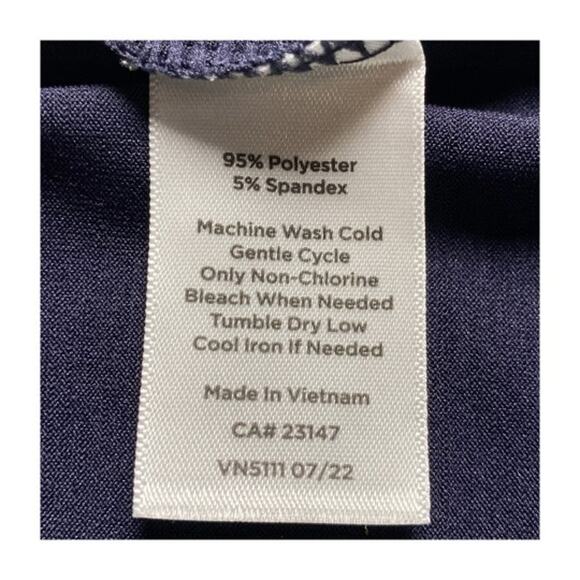 95% Polyester
5% Spandex
Machine Wash Cold
Gentle Cycle
Only Non-Chlorine
Bleach When Needed
Tumble Dry Low
Cool Iron If Needed
Made In Vietnam
CA# 23147
VN5111 07/22